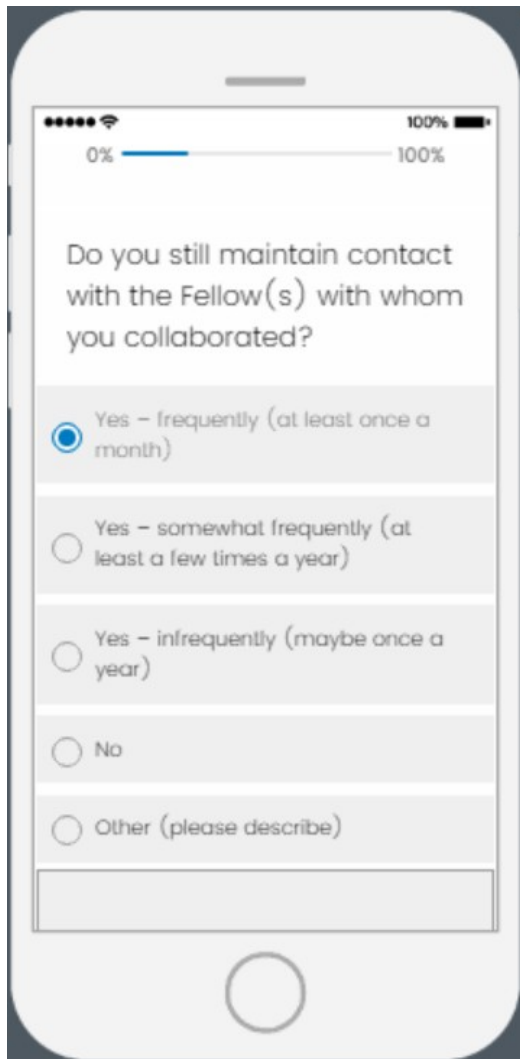 100%
0% 100%
Do you still maintain contact
with the Fellow(s) with whom
you collaborated?
Yes – frequently (at least once a
month)
Yes – somewhat frequently (at
least a few times a year)
Yes – infrequently (maybe once a
year)
No
Other (please describe)